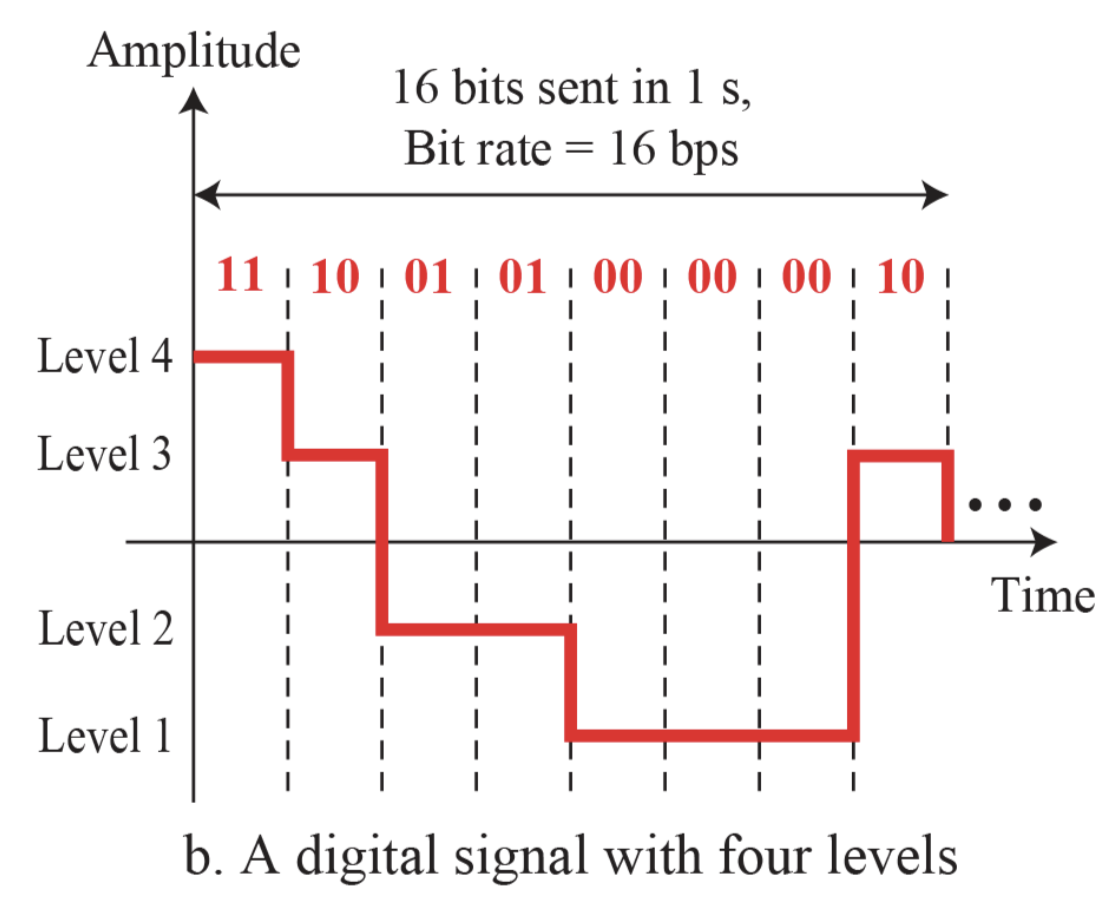 Amplitude
16 bits sent in 1 s,
Bit rate = 16 bps
11 10 01 01 00 00 00 10
Level 4
Level 3
Time
Level 2
Level 1
b. A digital signal with four levels